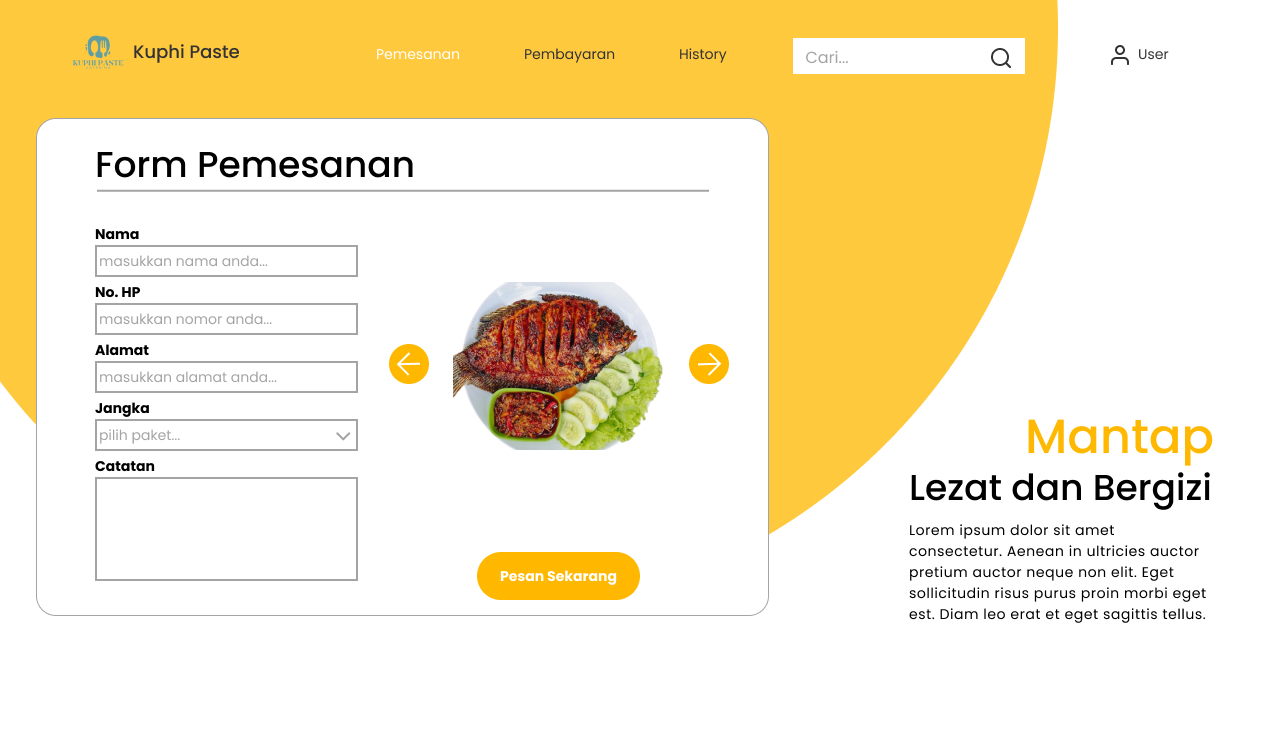 KUPHI PASTE
Kuphi Paste
Pemesanan
Pembayaran
History
Cari...
User
Form Pemesanan
Nama
masukkan nama anda...
No. HP
masukkan nomor anda...
Alamat
masukkan alamat anda...
Jangka
pilih paket...
Catatan
Pesan Sekarang
Mantap
Lezat dan Bergizi
Lorem ipsum dolor sit amet
consectetur. Aenean in ultricies auctor
pretium auctor neque non elit. Eget
sollicitudin risus purus proin morbi eget
est. Diam leo erat et eget sagittis tellus.